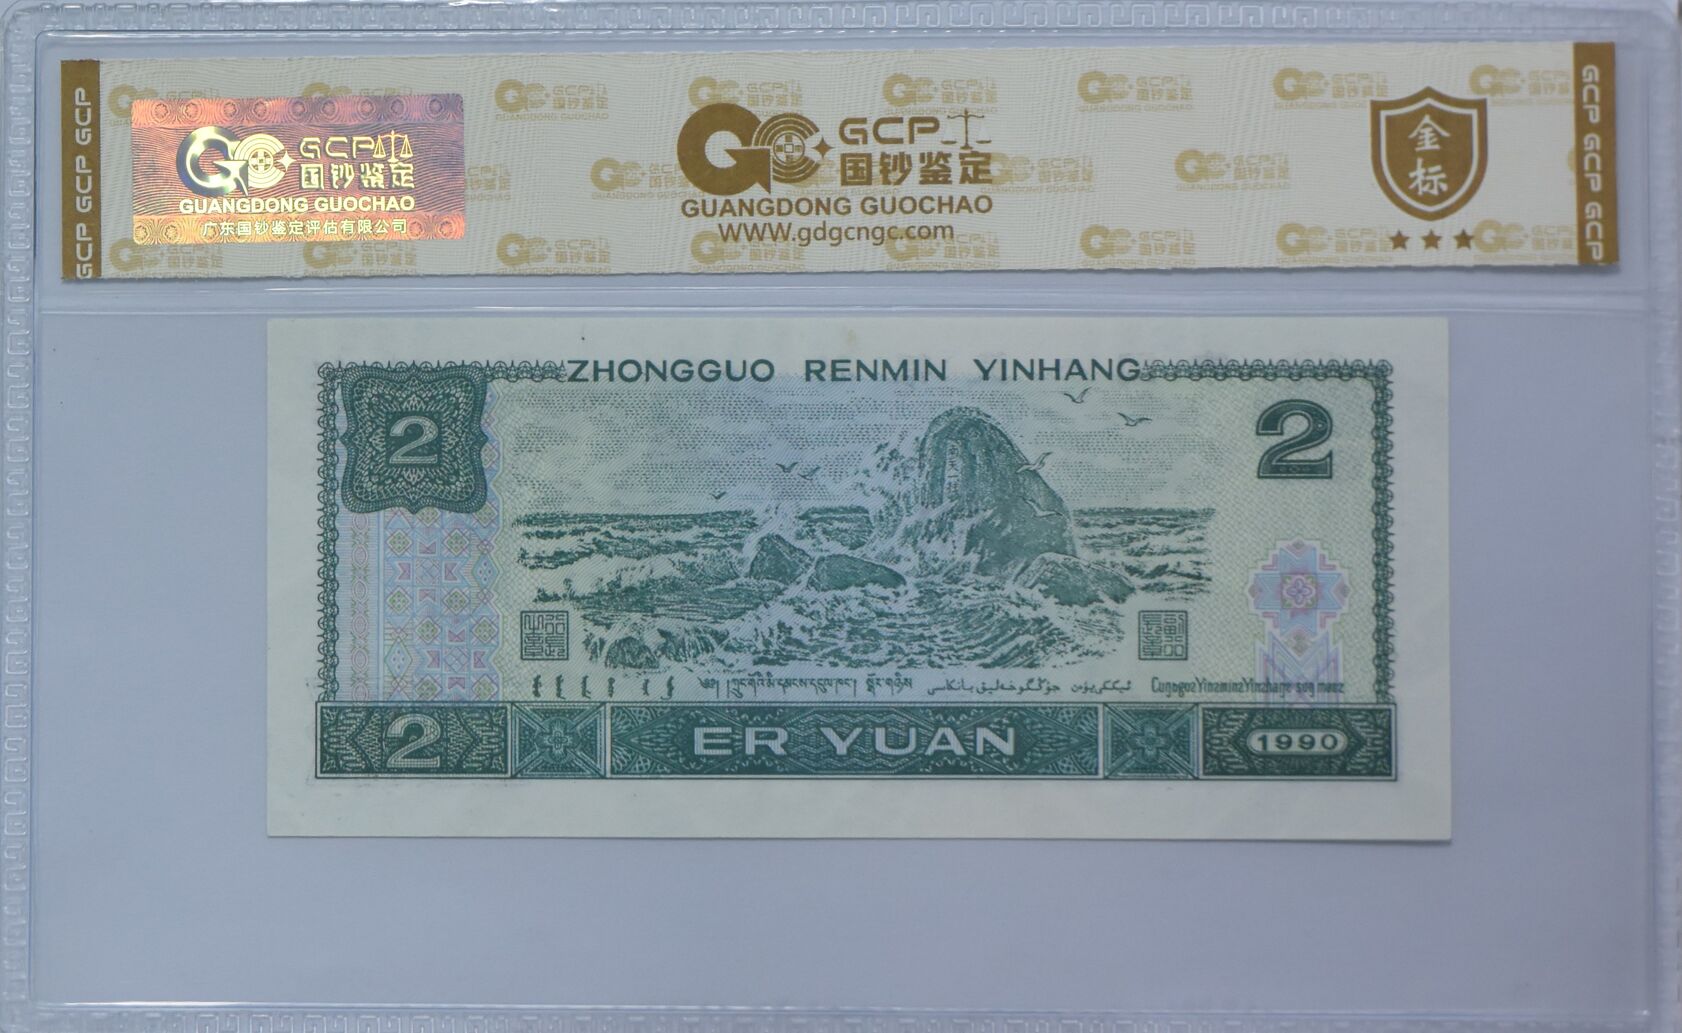 GCP GCP GCP
GCP
国钞鉴定
GUANGDONG GUOCHAO
广东国钞鉴定评估有限公司
GCP
国钞鉴定
GUANGDONG GUOCHAO
WWW.gdgcngc.com
金标
GCP GCP GCP
ZHONGGUO RENMIN YINHANG
2
2
2
ER YUAN
1990